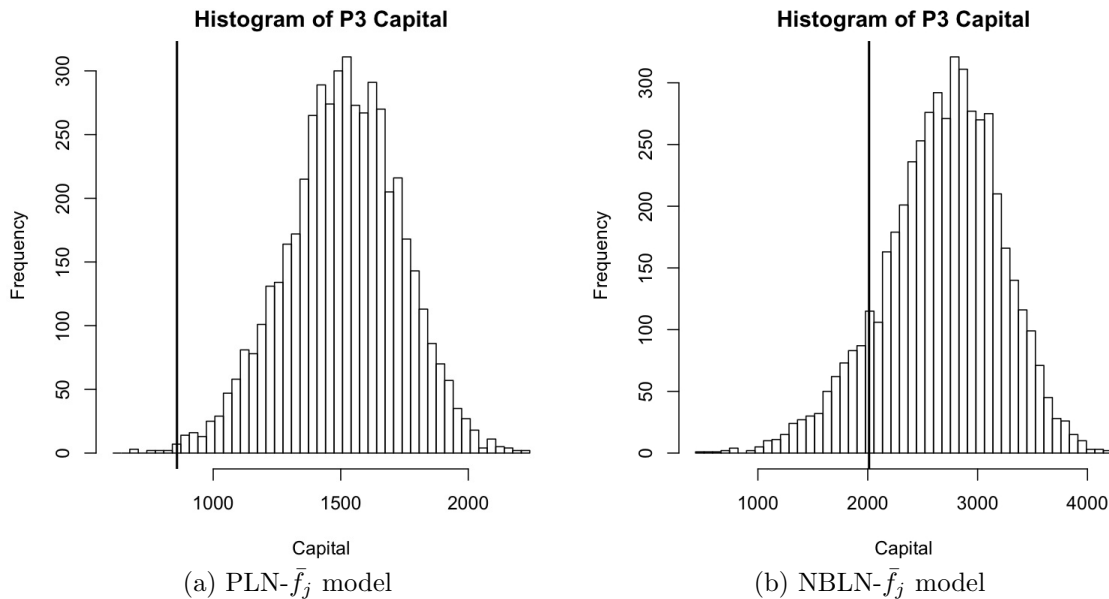 Histogram of P3 Capital
Frequency
0 50 100 150 200 250 300
1000 1500 2000
Capital
(a) PLN-f̄ⱼ model
Histogram of P3 Capital
Frequency
0 50 100 150 200 250 300
1000 2000 3000 4000
Capital
(b) NBLN-f̄ⱼ model